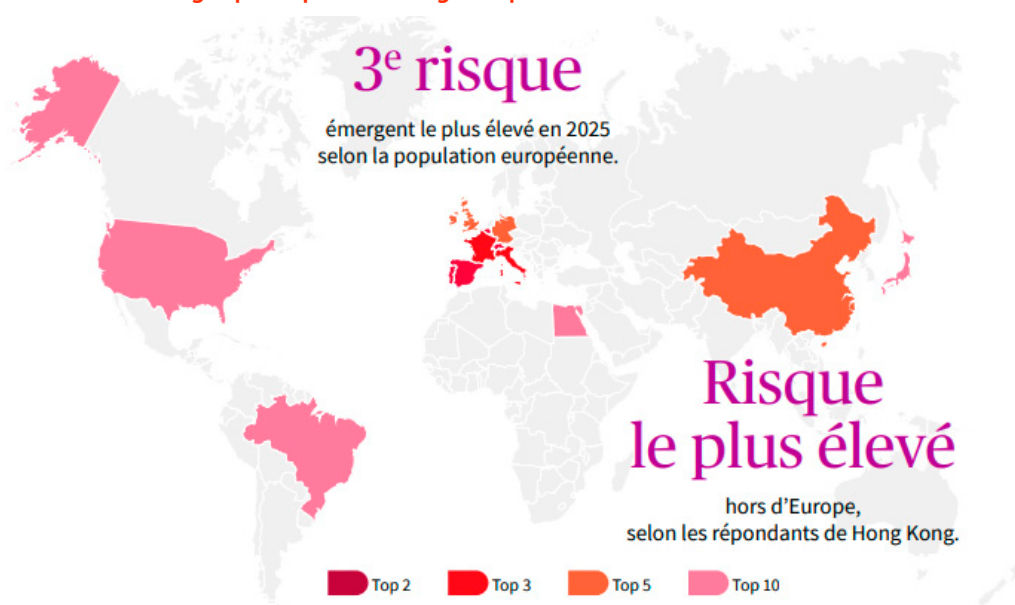 3e risque
émergent le plus élevé en 2025
selon la population européenne.
Risque
le plus élevé
hors d’Europe,
selon les répondants de Hong Kong.
Top 2
Top 3
Top 5
Top 10